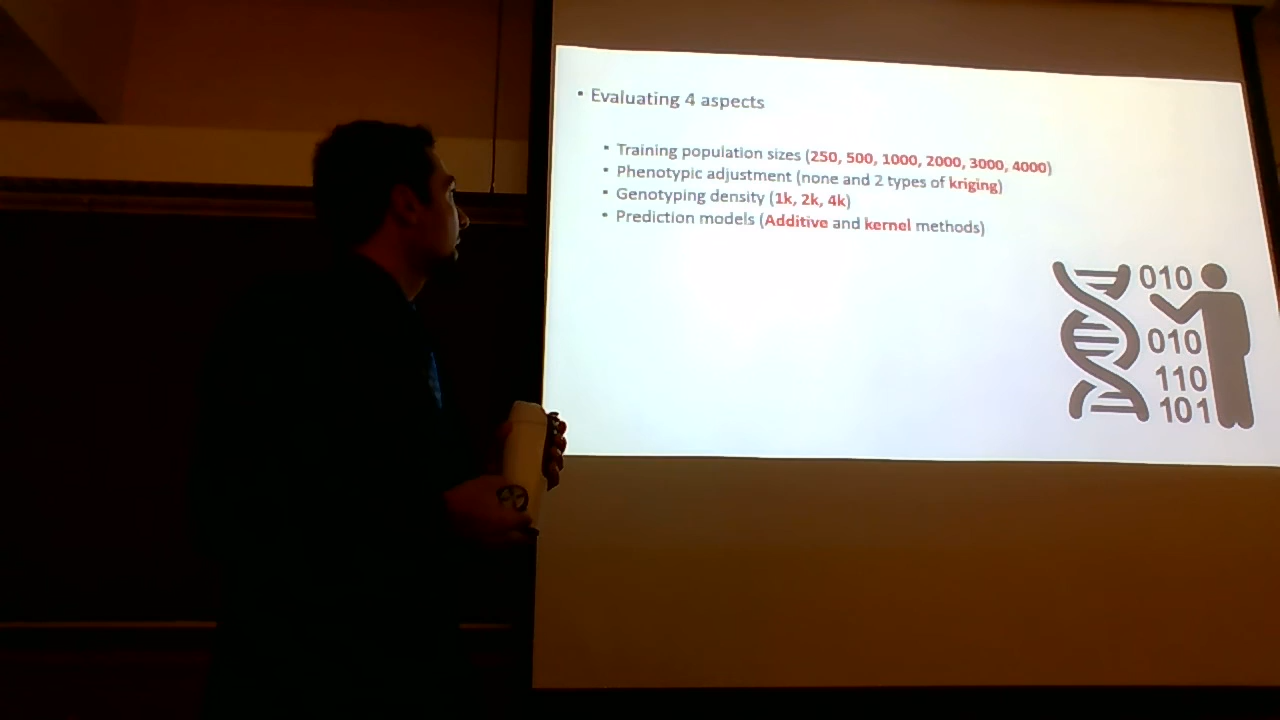 • Evaluating 4 aspects
• Training population sizes (250, 500, 1000, 2000, 3000, 4000)
• Phenotypic adjustment (none and 2 types of kriging)
• Genotyping density (1k, 2k, 4k)
• Prediction models (Additive and kernel methods)
010
010
110
101